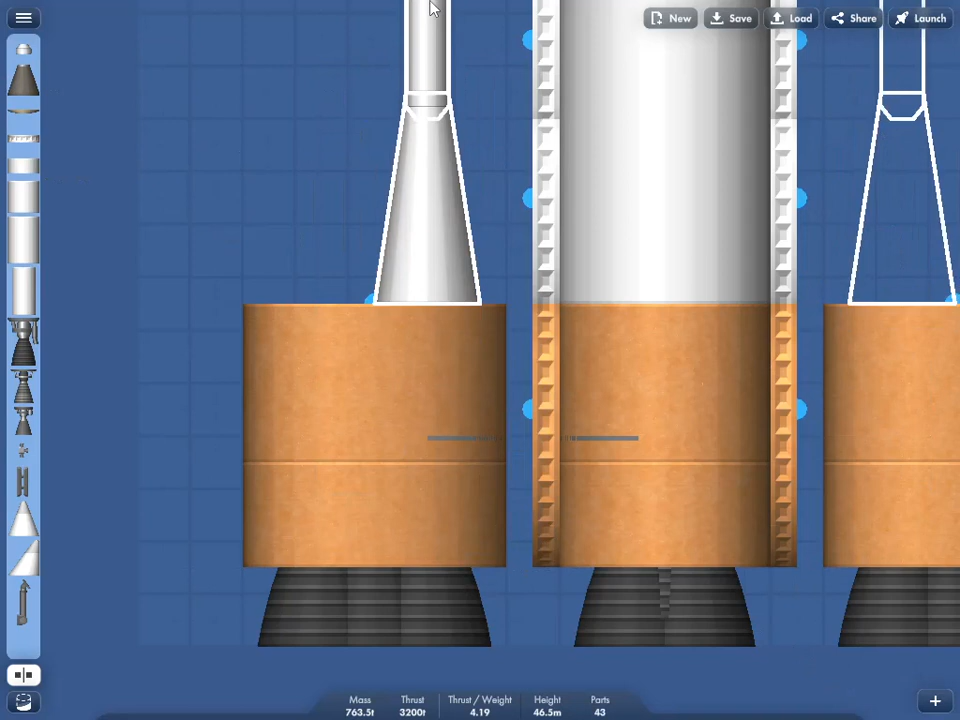 New Save Load Share Launch
Mass Thrust Thrust / Weight Height Parts
763.5t 3200t 4.19 46.5m 43